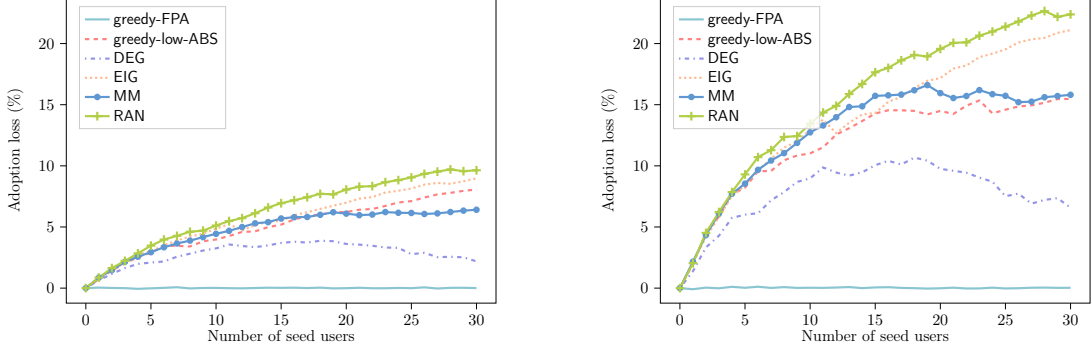 greedy-FPA
greedy-low-ABS
DEG
EIG
MM
RAN
20
15
10
5
0
Adoption loss (%)
0 5 10 15 20 25 30
Number of seed users
greedy-FPA
greedy-low-ABS
DEG
EIG
MM
RAN
20
15
10
5
0
Adoption loss (%)
0 5 10 15 20 25 30
Number of seed users